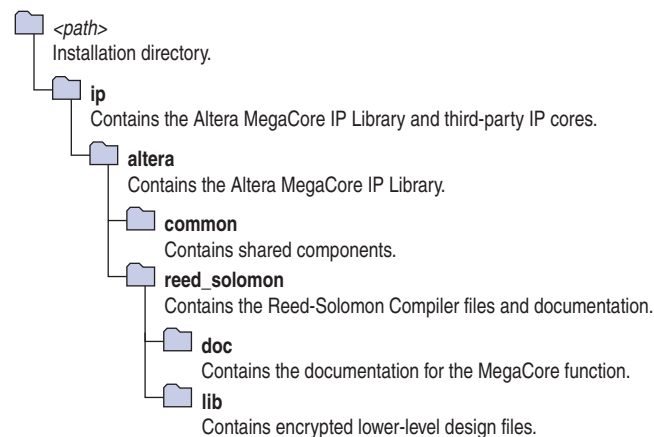 <path>
Installation directory.
ip
Contains the Altera MegaCore IP Library and third-party IP cores.
altera
Contains the Altera MegaCore IP Library.
common
Contains shared components.
reed_solomon
Contains the Reed-Solomon Compiler files and documentation.
doc
Contains the documentation for the MegaCore function.
lib
Contains encrypted lower-level design files.